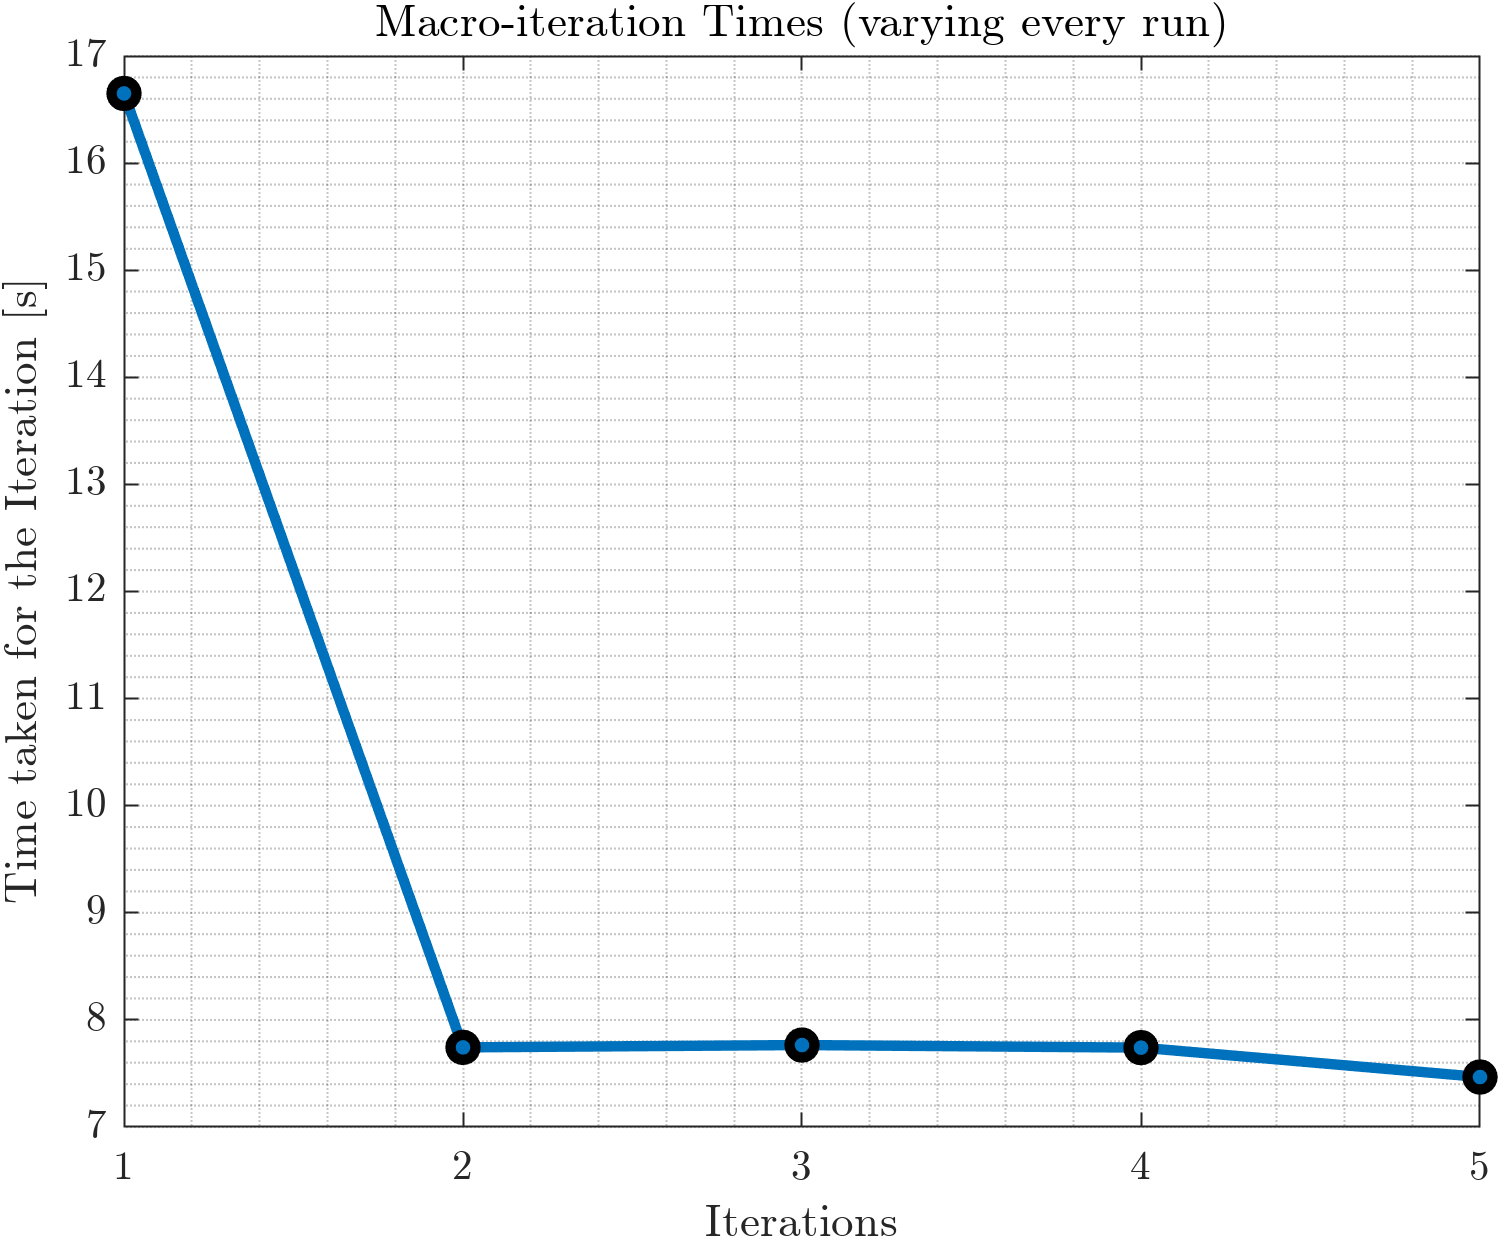 Macro-iteration Times (varying every run)
Time taken for the Iteration [s]
17
16
15
14
13
12
11
10
9
8
7
1 2 3 4 5
Iterations